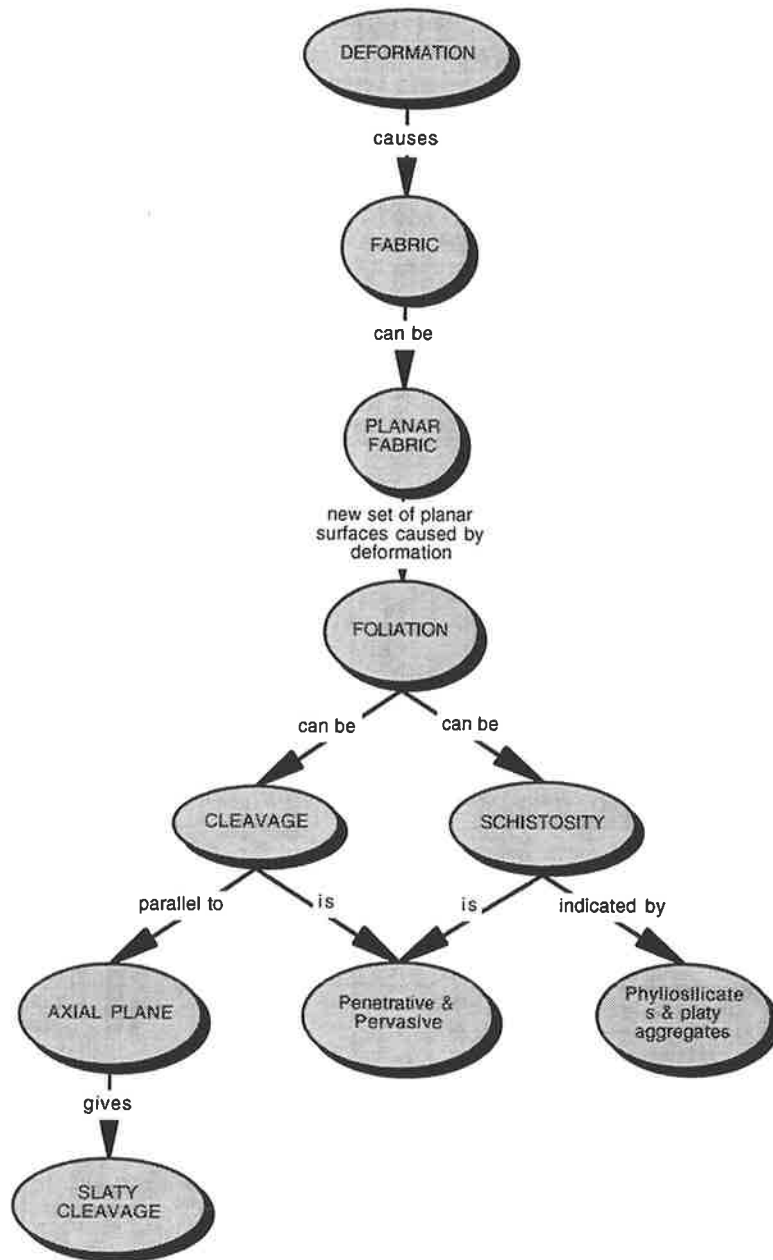 DEFORMATION
causes
FABRIC
can be
PLANAR
FABRIC
new set of planar
surfaces caused by
deformation
FOLIATION
can be
can be
CLEAVAGE
SCHISTOSITY
parallel to
is
is
indicated by
AXIAL PLANE
Penetrative &
Pervasive
Phyllosilicate
s & platy
aggregates
gives
SLATY
CLEAVAGE